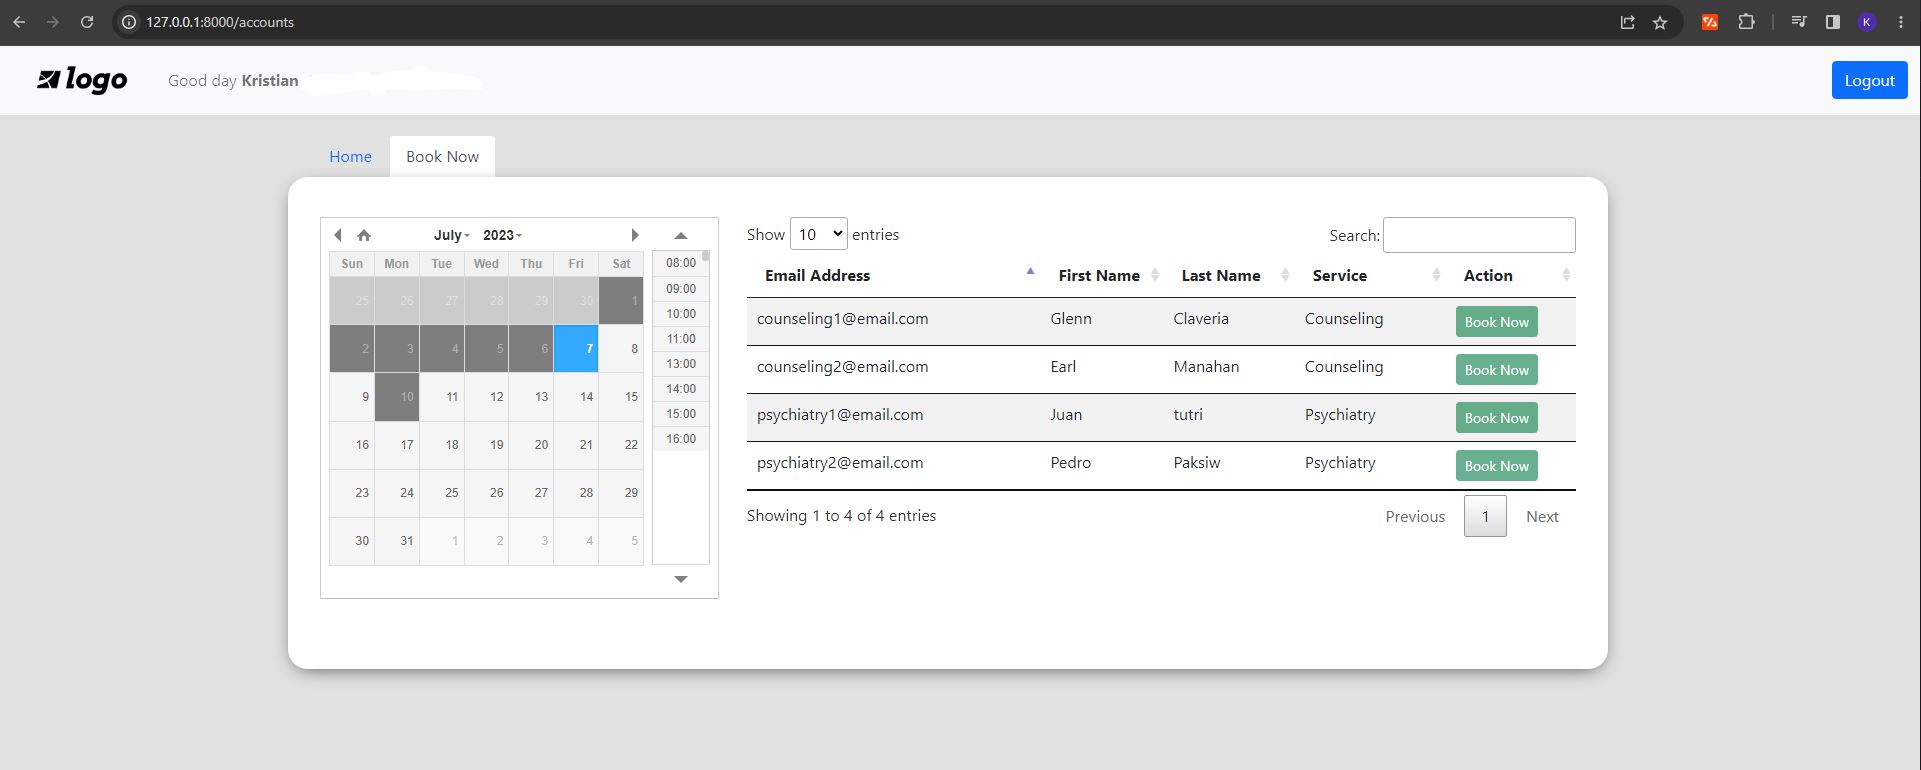 127.0.0.1:8000/accounts
K
logo
Good day Kristian
Logout
Home
Book Now
July 2023
Sun Mon Tue Wed Thu Fri Sat
25 26 27 28 29 30 1
2 3 4 5 6 7 8
9 10 11 12 13 14 15
16 17 18 19 20 21 22
23 24 25 26 27 28 29
30 31 1 2 3 4 5
08:00
09:00
10:00
11:00
13:00
14:00
15:00
16:00
Show 10 entries
Search:
Email Address First Name Last Name Service Action
counseling1@email.com Glenn Claveria Counseling Book Now
counseling2@email.com Earl Manahan Counseling Book Now
psychiatry1@email.com Juan tutri Psychiatry Book Now
psychiatry2@email.com Pedro Paksiw Psychiatry Book Now
Showing 1 to 4 of 4 entries
Previous 1 Next